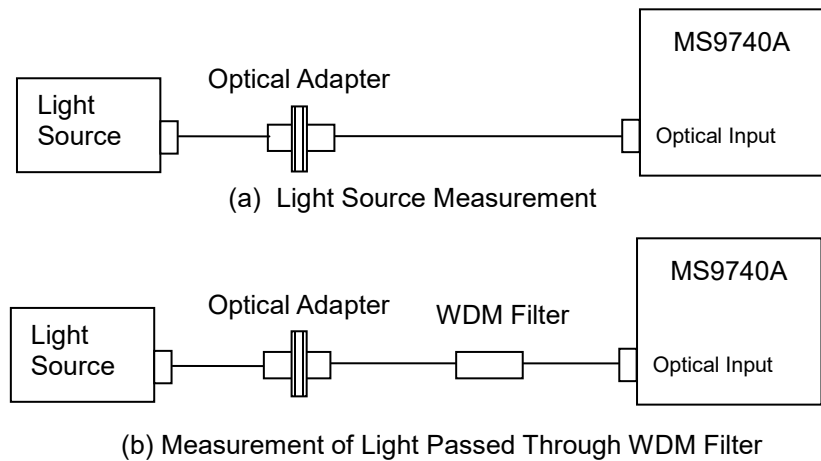 MS9740A
Optical Adapter
Light
Source
Optical Input
(a) Light Source Measurement
MS9740A
Optical Adapter
WDM Filter
Light
Source
Optical Input
(b) Measurement of Light Passed Through WDM Filter